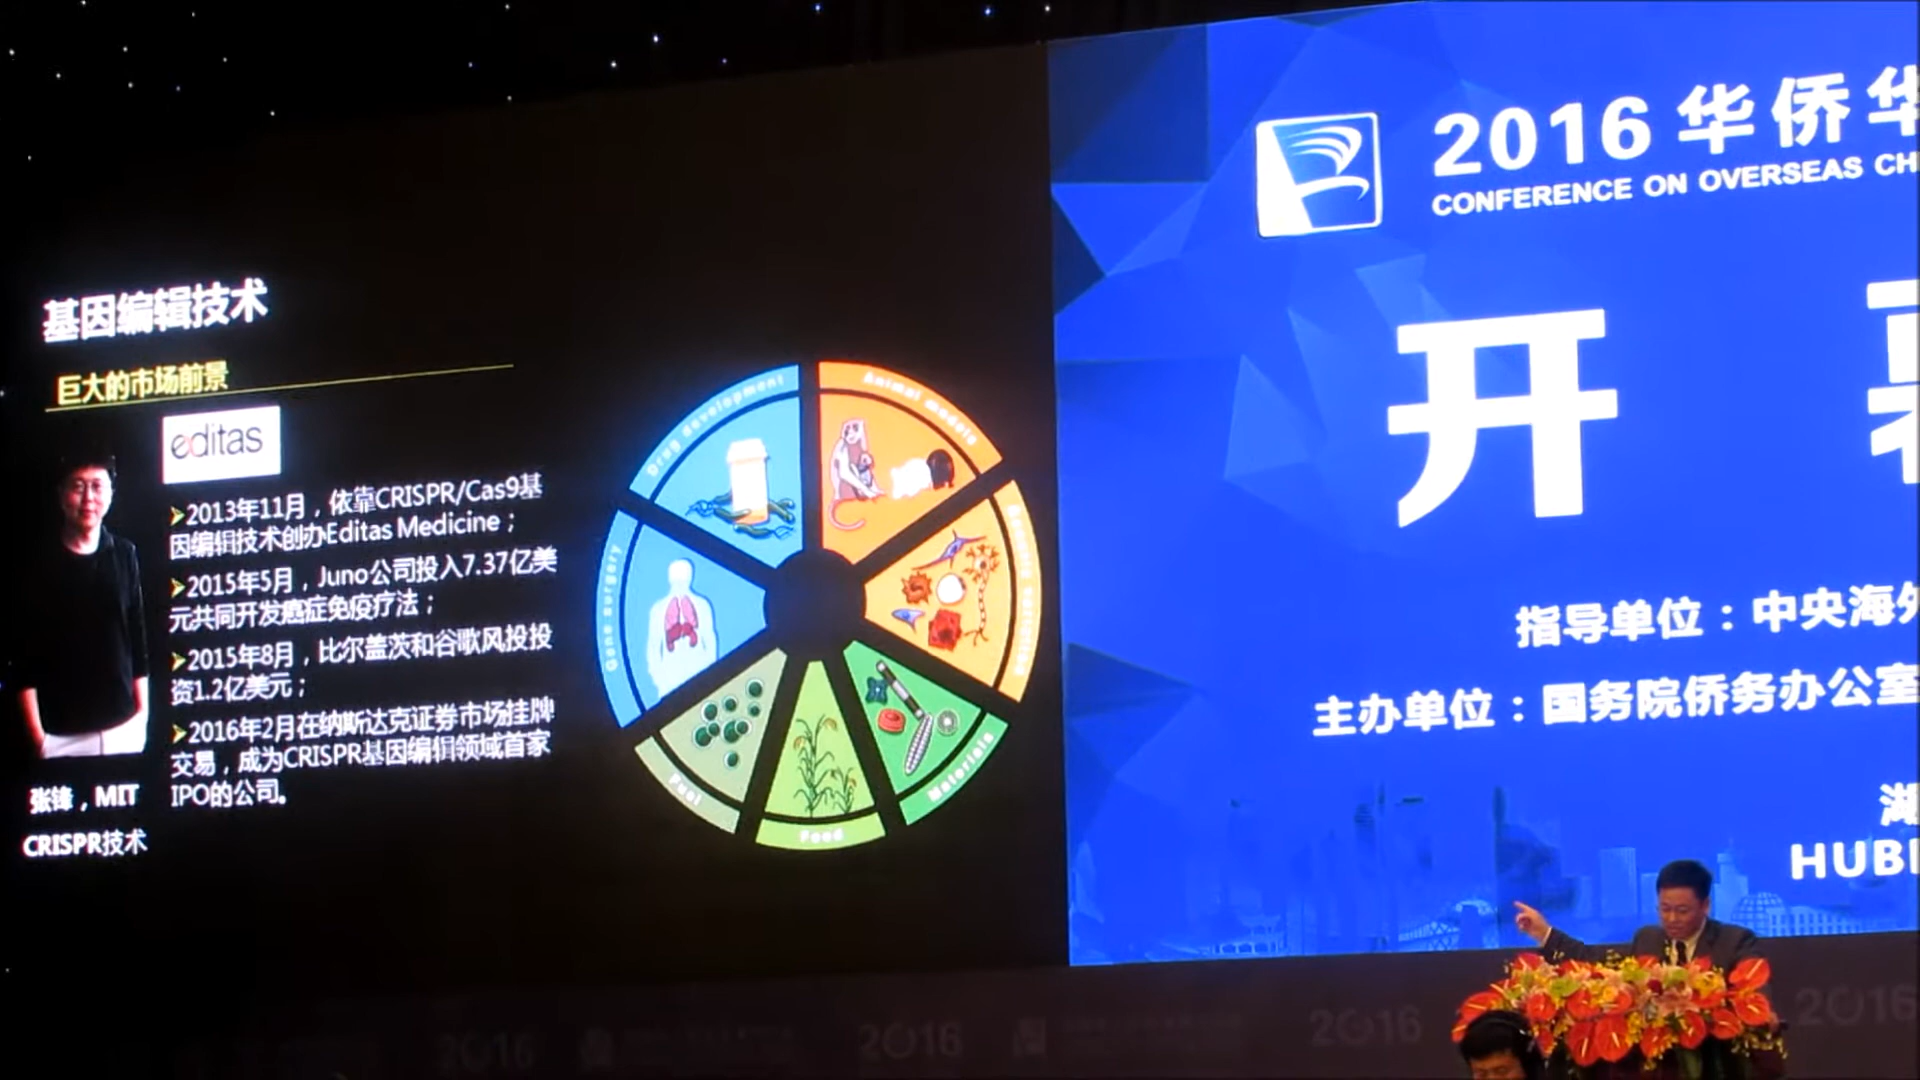 基因编辑技术
巨大的市场前景
editas
➢2013年11月，依靠CRISPR/Cas9基
因编辑技术创办Editas Medicine；
➢2015年5月，Juno公司投入7.37亿美
元共同开发癌症免疫疗法；
➢2015年8月，比尔盖茨和谷歌风投投
资1.2亿美元；
➢2016年2月在纳斯达克证券市场挂牌
交易，成为CRISPR基因编辑领域首家
IPO的公司。
张锋，MIT
CRISPR技术
Drug development
Animal models
Gene surgery
Fuel
Food
Materials
2016 华侨华
CONFERENCE ON OVERSEAS CH
开
指导单位：中央海外
主办单位：国务院侨务办公室
湖
HUBE
2016
2016
2016
2016